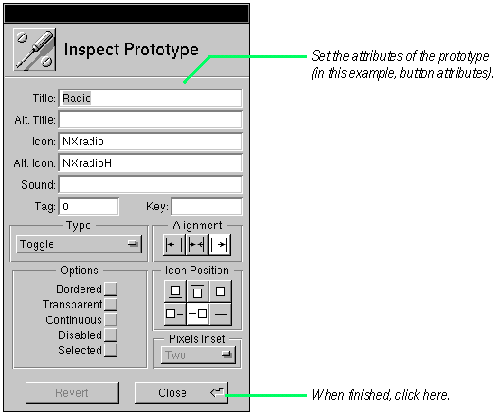 Inspect Prototype
Set the attributes of the prototype
(in this example, button attributes).
Title: Radio
Alt. Title:
Icon: NXradio
Alt. Icon: NXradioH
Sound:
Tag: 0 Key:
Type Alignment
Toggle
Options Icon Position
Bordered
Transparent
Continuous
Disabled
Selected
Pixels Inset
Two
Revert Close
When finished, click here.